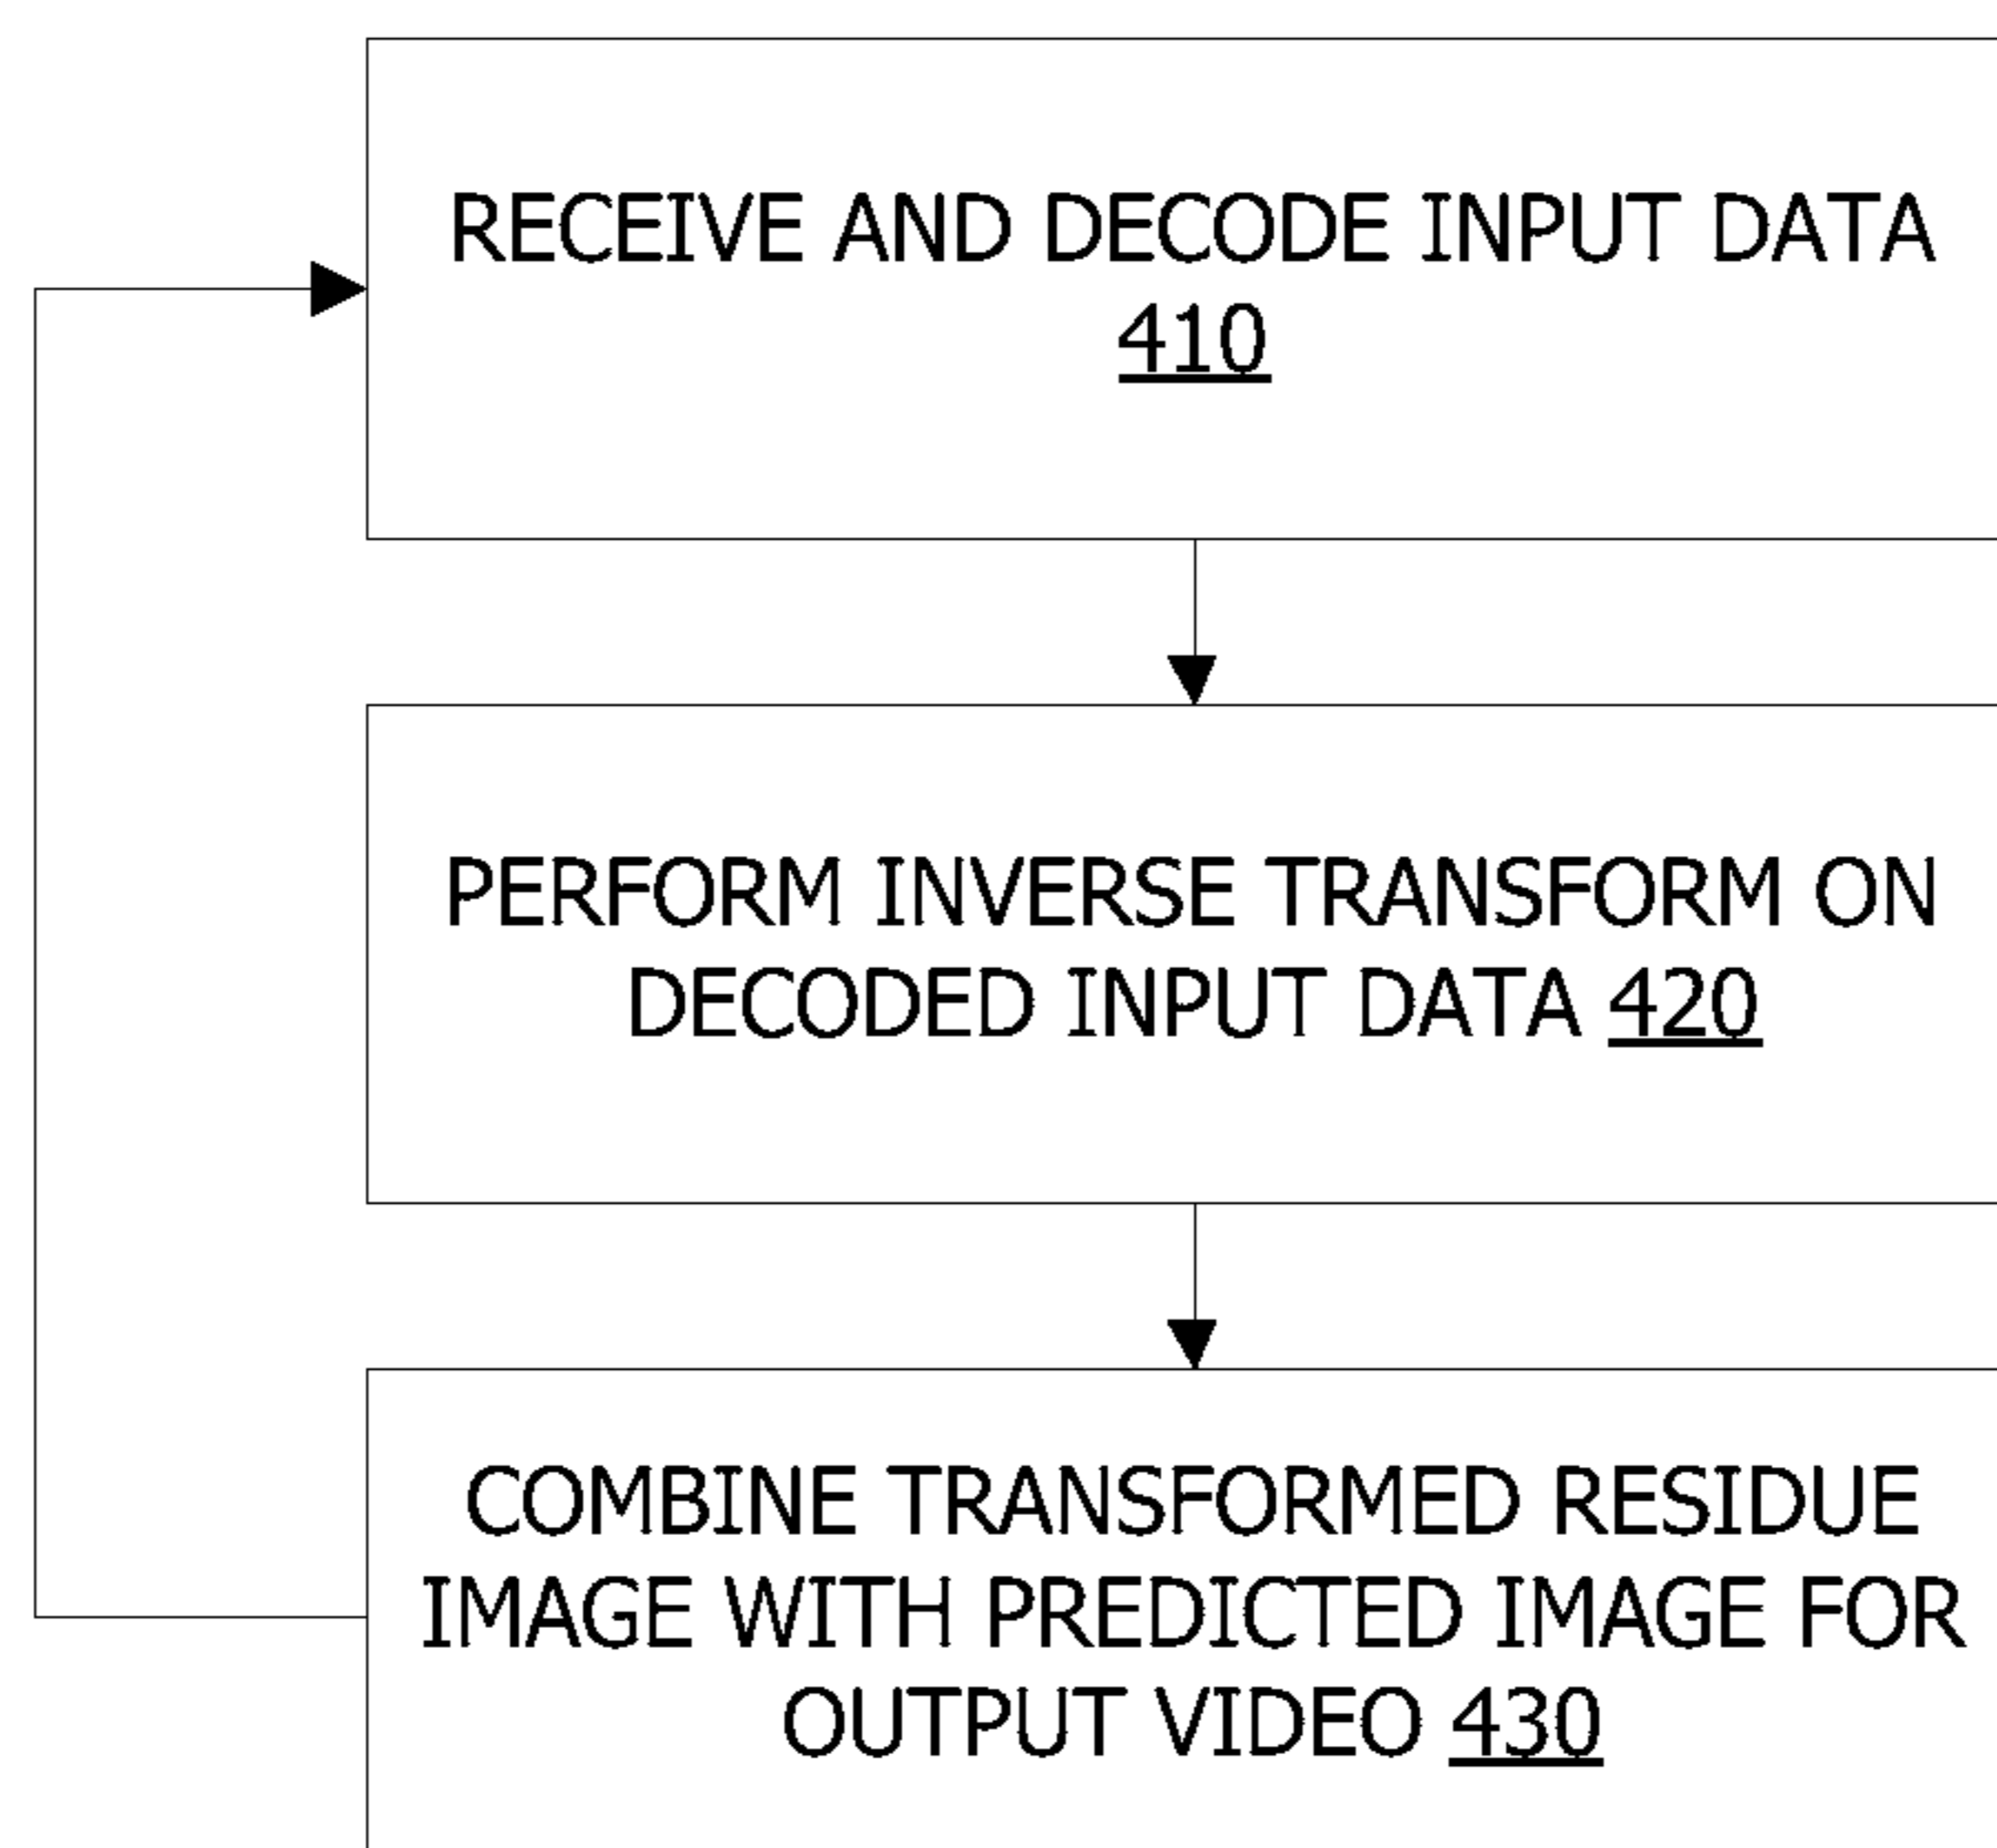 RECEIVE AND DECODE INPUT DATA
410
PERFORM INVERSE TRANSFORM ON
DECODED INPUT DATA 420
COMBINE TRANSFORMED RESIDUE
IMAGE WITH PREDICTED IMAGE FOR
OUTPUT VIDEO 430